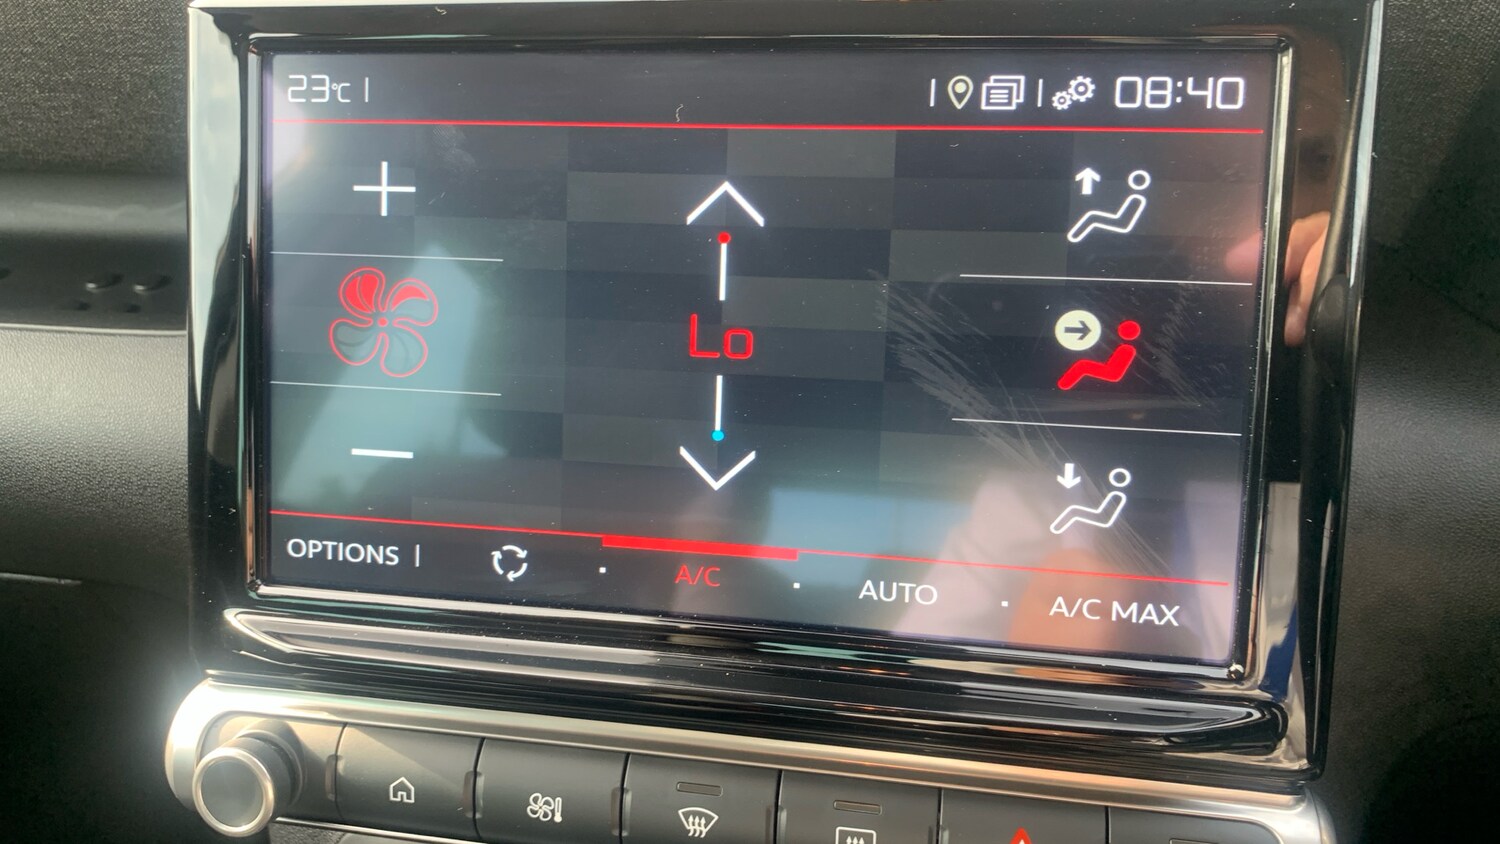 23°C
08:40
Lo
OPTIONS
A/C
AUTO
A/C MAX